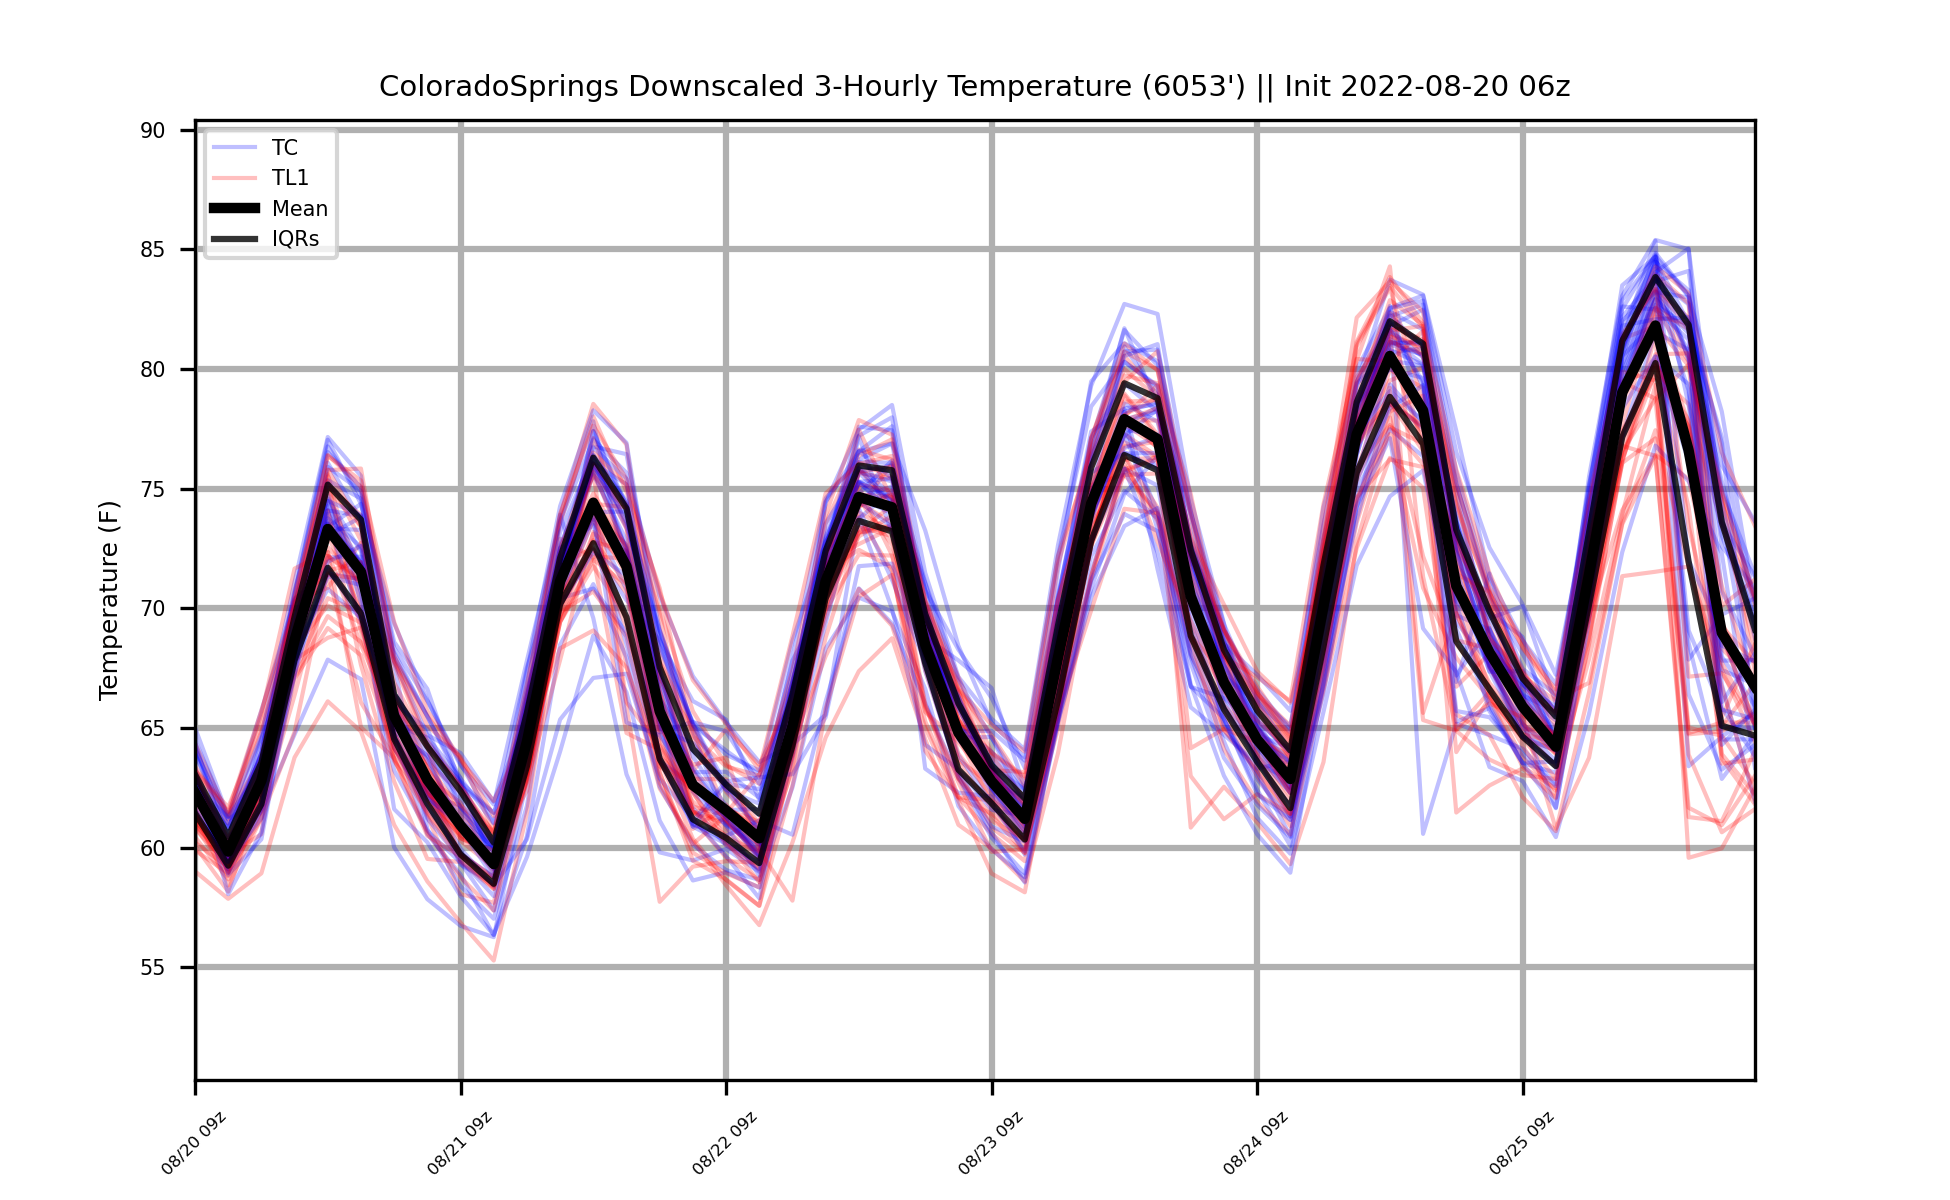 ColoradoSprings Downscaled 3-Hourly Temperature (6053') || Init 2022-08-20 06z
90
85
80
75
70
65
60
55
Temperature (F)
TC
TL1
Mean
IQRs
08/20 09z
08/21 09z
08/22 09z
08/23 09z
08/24 09z
08/25 09z